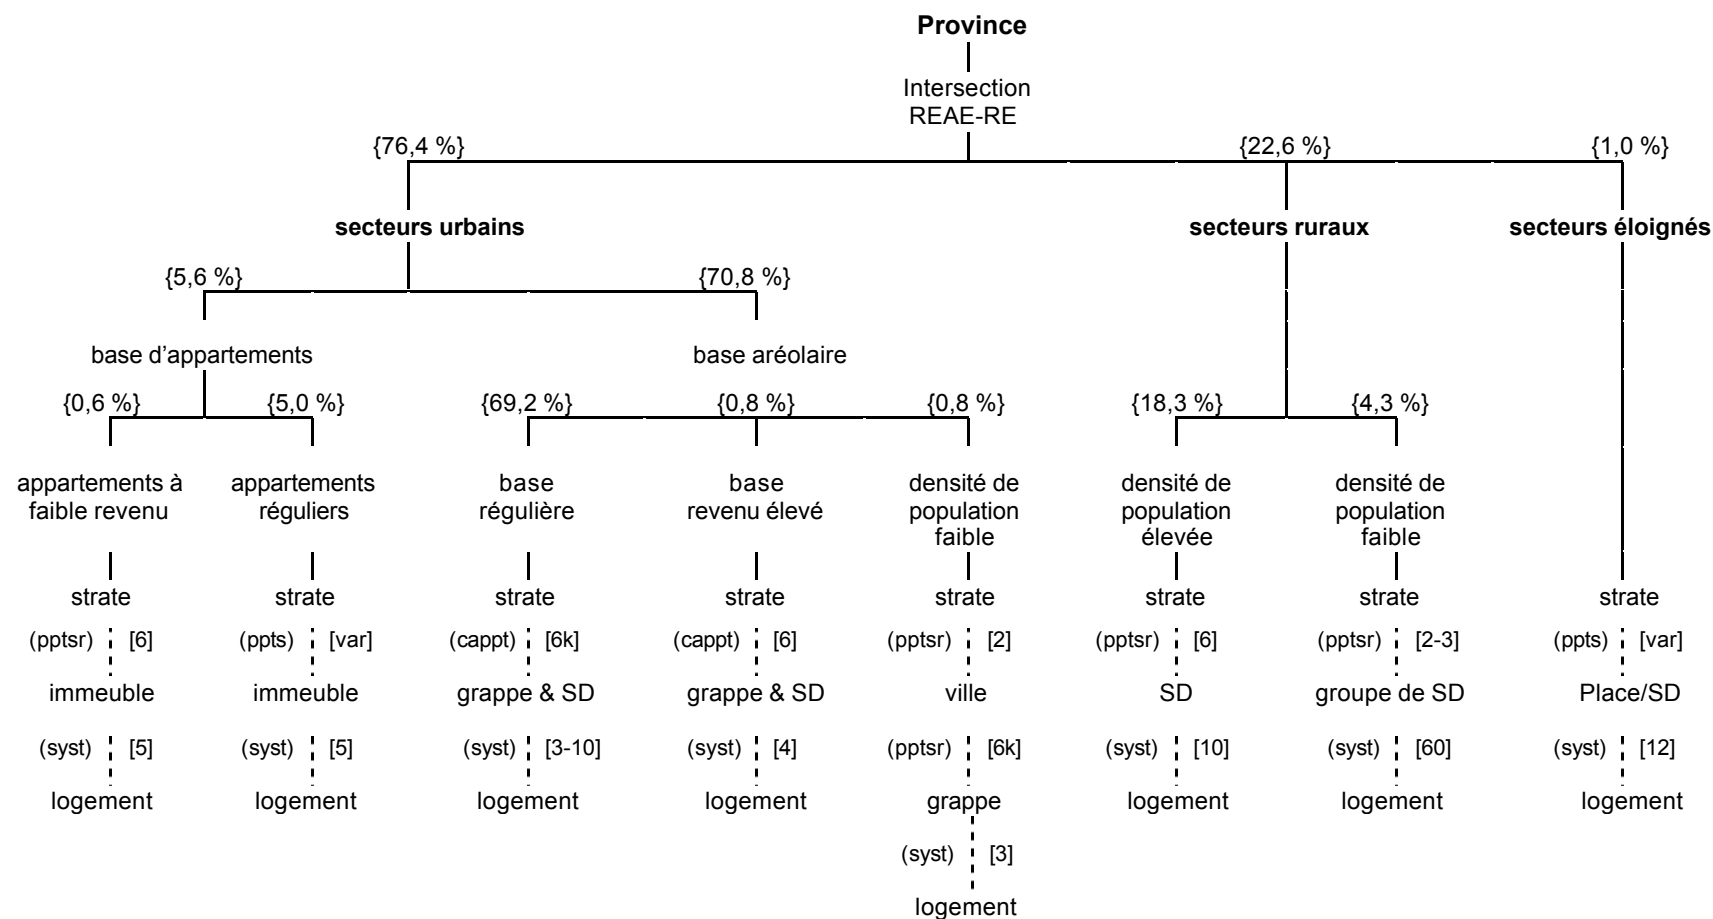 Province
Intersection
REAE-RE
{76,4 %} {22,6 %} {1,0 %}
secteurs urbains secteurs ruraux secteurs éloignés
{5,6 %} {70,8 %}
base d'appartements base aréolaire
{0,6 %} {5,0 %} {69,2 %} {0,8 %} {0,8 %} {18,3 %} {4,3 %}
appartements à appartements base base densité de densité de densité de
faible revenu réguliers régulière revenu élevé population population population
faible élevée faible
strate strate strate strate strate strate strate strate
(pptsr) [6] (ppts) [var] (cappt) [6k] (cappt) [6] (pptsr) [2] (pptsr) [6] (pptsr) [2-3] (ppts) [var]
immeuble immeuble grappe & SD grappe & SD ville SD groupe de SD Place/SD
(syst) [5] (syst) [5] (syst) [3-10] (syst) [4] (pptsr) [6k] (syst) [10] (syst) [60] (syst) [12]
logement logement logement logement grappe logement logement logement
(syst) [3]
logement